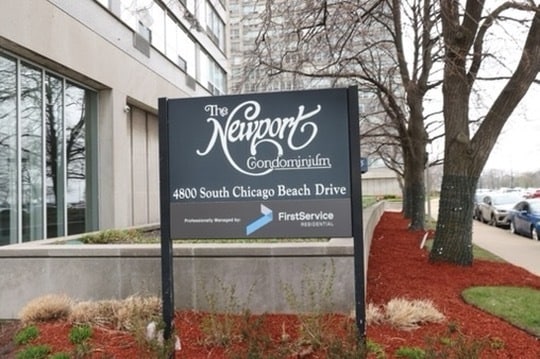 The
Newport
Condominium
4800 South Chicago Beach Drive
Professionally Managed by: FirstService
RESIDENTIAL